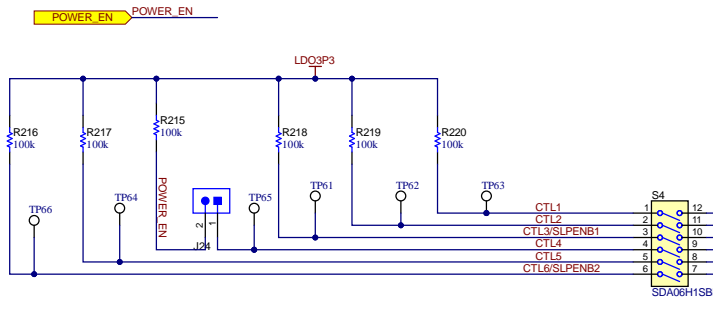 POWER_EN
POWER_EN
LDO3P3
R216
100k
R217
100k
R215
100k
R218
100k
R219
100k
R220
100k
TP66
TP64
POWER_EN
TP65
TP61
TP62
TP63
2
1
J24
CTL1
CTL2
CTL3/SLPENB1
CTL4
CTL5
CTL6/SLPENB2
S4
1
2
3
4
5
6
12
11
10
9
8
7
SDA06H1SB